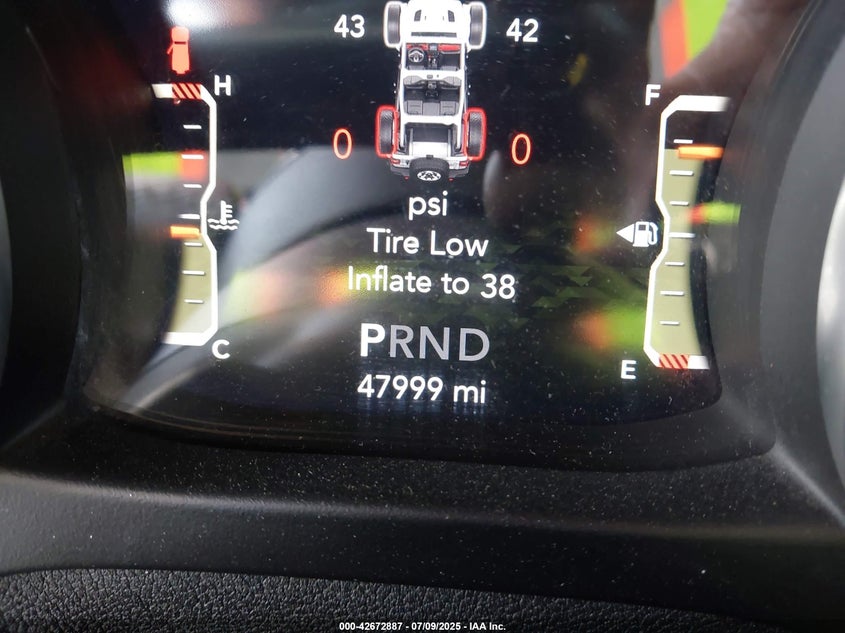 43 42
H F
0 0
psi
Tire Low
Inflate to 38
PRND
C E
47999 mi
000-42672887 - 07/09/2025 - IAA Inc.